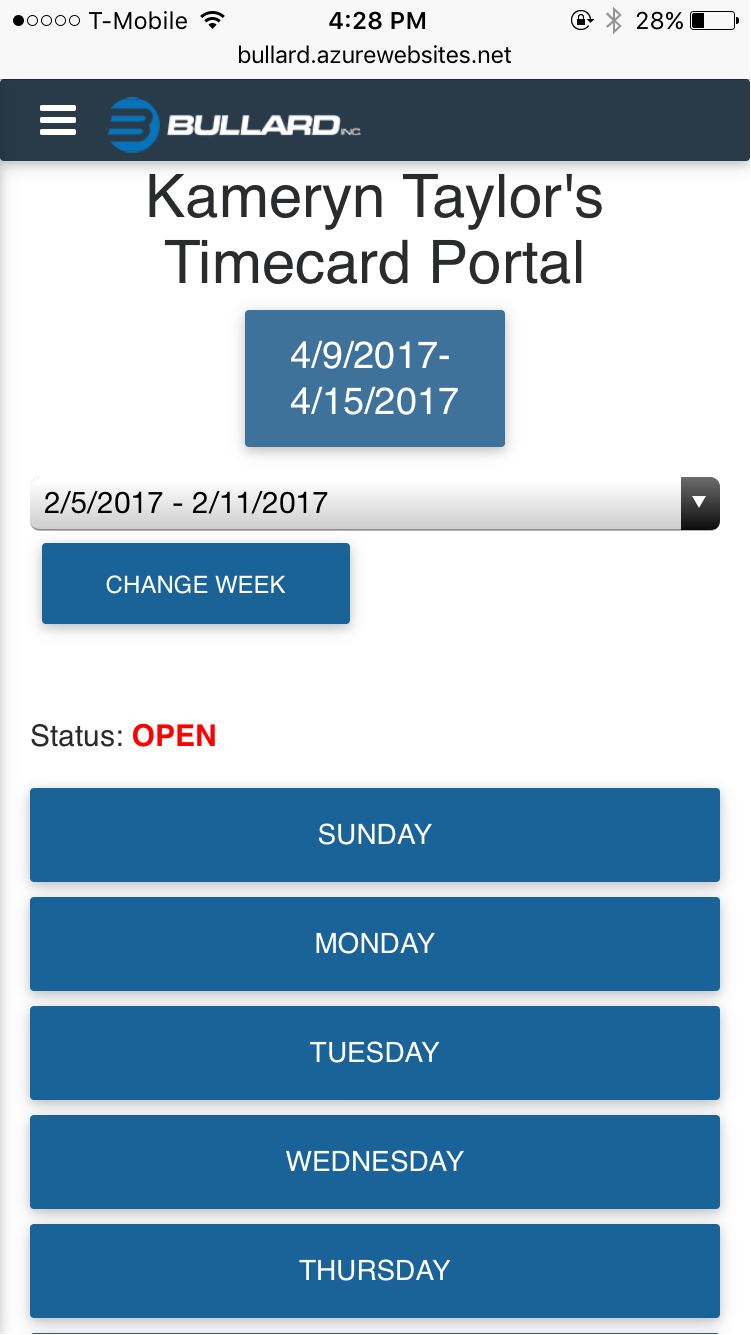 T-Mobile 4:28 PM 28%
bullard.azurewebsites.net
BULLARD INC
Kameryn Taylor's
Timecard Portal
4/9/2017-
4/15/2017
2/5/2017 - 2/11/2017
CHANGE WEEK
Status: OPEN
SUNDAY
MONDAY
TUESDAY
WEDNESDAY
THURSDAY